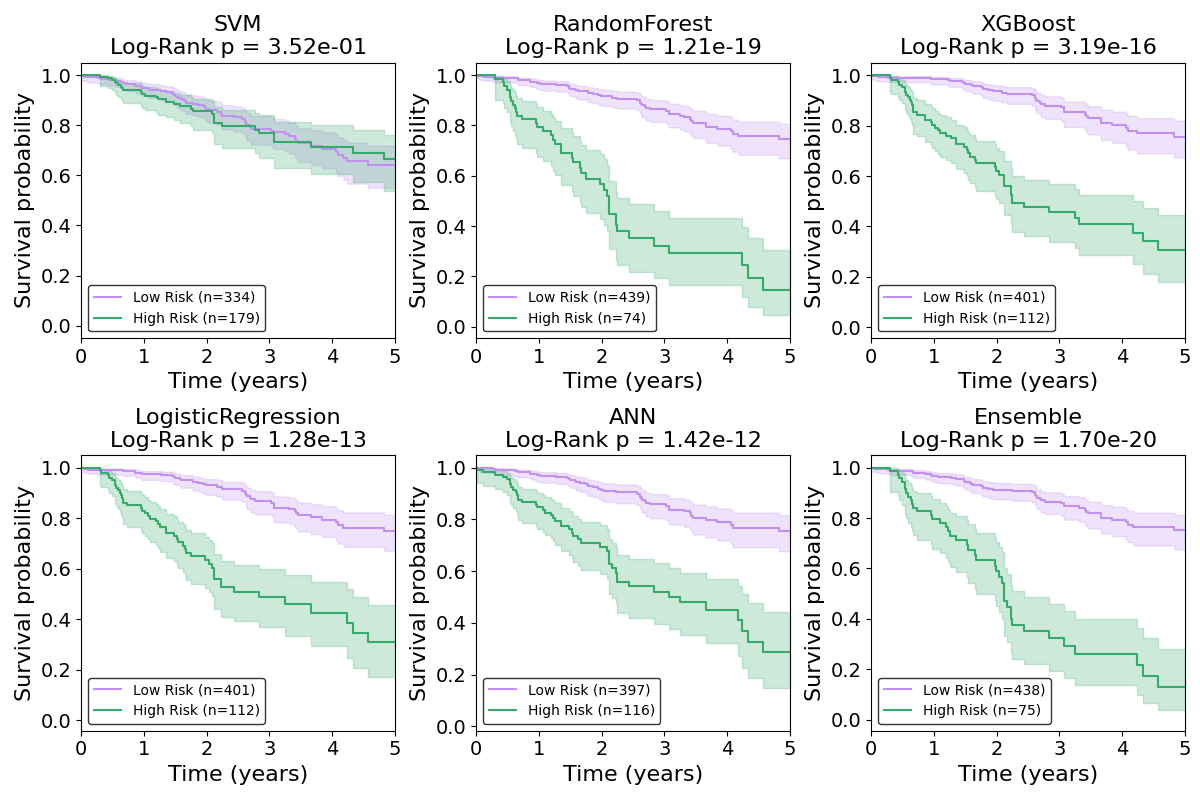 SVM
Log-Rank p = 3.52e-01
Survival probability
1.0
0.8
0.6
0.4
0.2
0.0
Low Risk (n=334)
High Risk (n=179)
0 1 2 3 4 5
Time (years)
RandomForest
Log-Rank p = 1.21e-19
Survival probability
1.0
0.8
0.6
0.4
0.2
0.0
Low Risk (n=439)
High Risk (n=74)
0 1 2 3 4 5
Time (years)
XGBoost
Log-Rank p = 3.19e-16
Survival probability
1.0
0.8
0.6
0.4
0.2
0.0
Low Risk (n=401)
High Risk (n=112)
0 1 2 3 4 5
Time (years)
LogisticRegression
Log-Rank p = 1.28e-13
Survival probability
1.0
0.8
0.6
0.4
0.2
0.0
Low Risk (n=401)
High Risk (n=112)
0 1 2 3 4 5
Time (years)
ANN
Log-Rank p = 1.42e-12
Survival probability
1.0
0.8
0.6
0.4
0.2
0.0
Low Risk (n=397)
High Risk (n=116)
0 1 2 3 4 5
Time (years)
Ensemble
Log-Rank p = 1.70e-20
Survival probability
1.0
0.8
0.6
0.4
0.2
0.0
Low Risk (n=438)
High Risk (n=75)
0 1 2 3 4 5
Time (years)